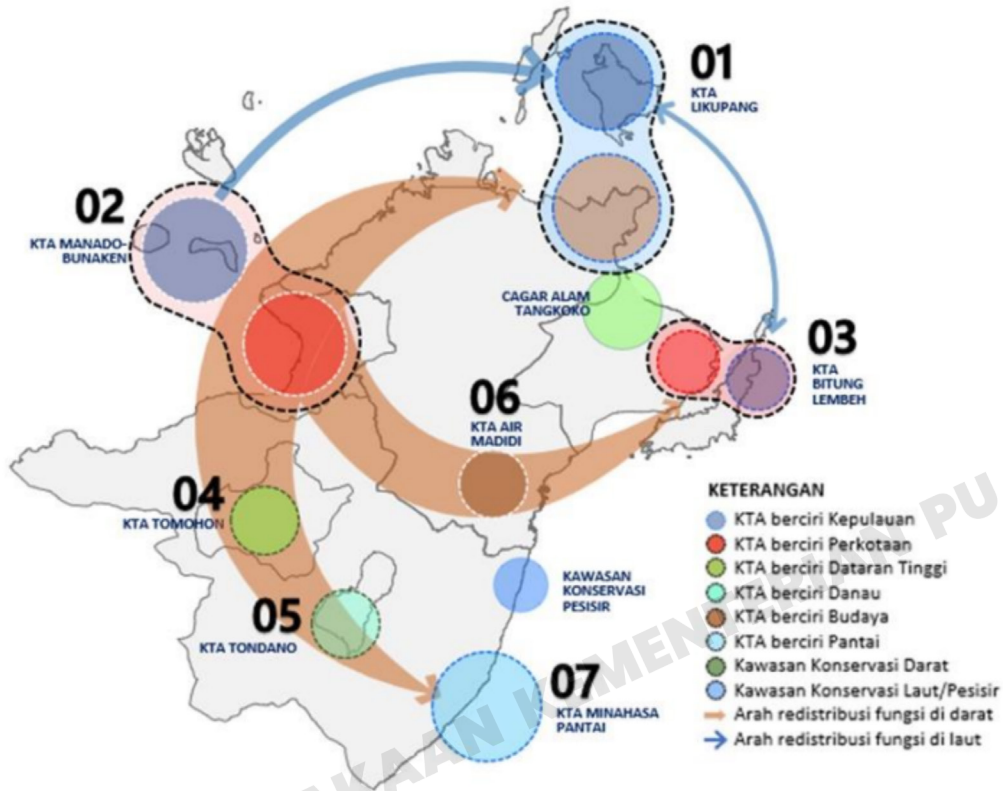 01
KTA
LIKUPANG
02
KTA MANADO-
BUNAKEN
CAGAR ALAM
TANGKOKO
03
KTA
BITUNG
LEMBEH
06
KTA AIR
MADIDI
04
KTA TOMOHON
05
KTA TONDANO
KAWASAN
KONSERVASI
PESISIR
07
KTA MINAHASA
PANTAI
KETERANGAN
KTA berciri Kepulauan
KTA berciri Perkotaan
KTA berciri Dataran Tinggi
KTA berciri Danau
KTA berciri Budaya
KTA berciri Pantai
Kawasan Konservasi Darat
Kawasan Konservasi Laut/Pesisir
Arah redistribusi fungsi di darat
Arah redistribusi fungsi di laut
AKAAN KEMENTERIAN PU